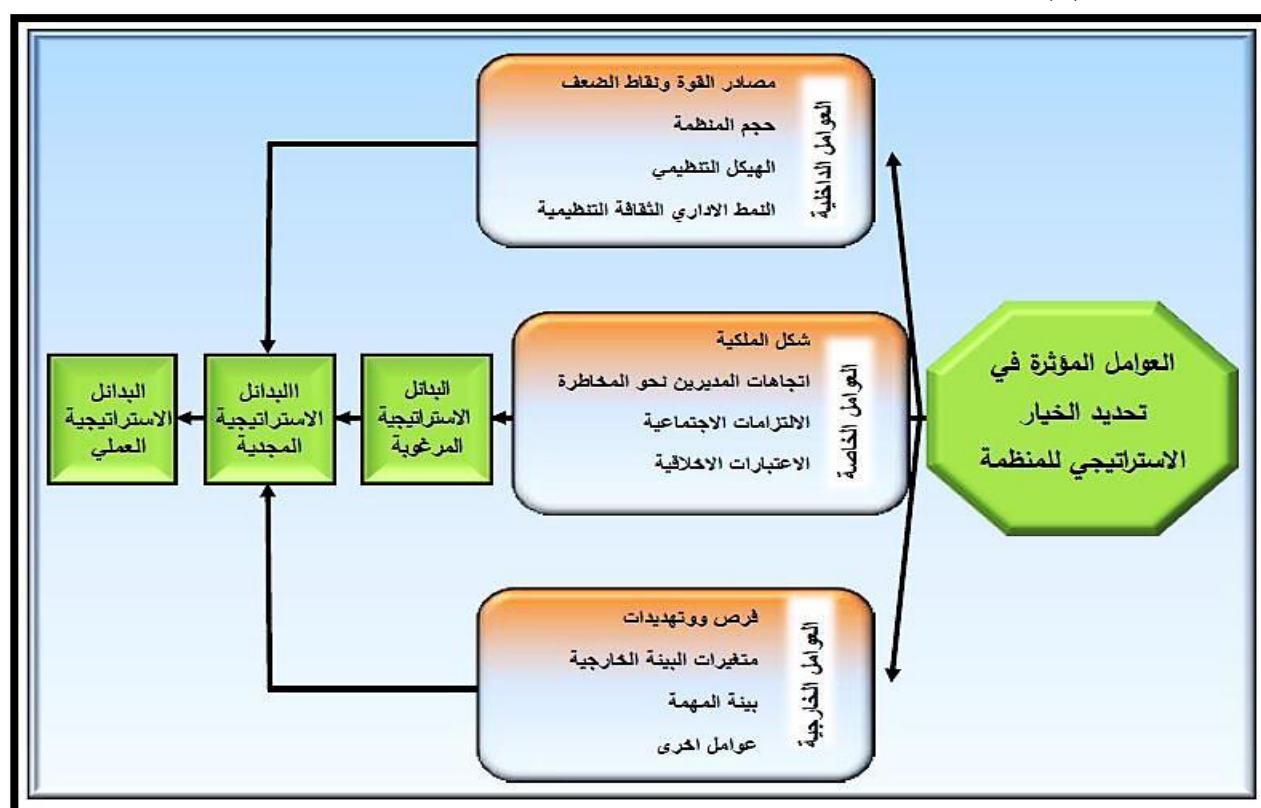 العوامل المؤثرة في
تحديد الخيار
الاستراتيجي للمنظمة
العوامل الداخلية
مصادر القوة ونقاط الضعف
حجم المنظمة
الهيكل التنظيمي
النمط الاداري الثقافة التنظيمية
العوامل الخاصة
شكل الملكية
اتجاهات المديرين نحو المخاطرة
الالتزامات الاجتماعية
الاعتبارات الاخلاقية
العوامل الخارجية
فرص ووتهديدات
متغيرات البيئة الخارجية
بيئة المهمة
عوامل اخرى
البدائل
الاستراتيجية
المرغوبة
االبدائل
الاستراتيجية
المجدية
البدائل
الاستراتيجية
العملي